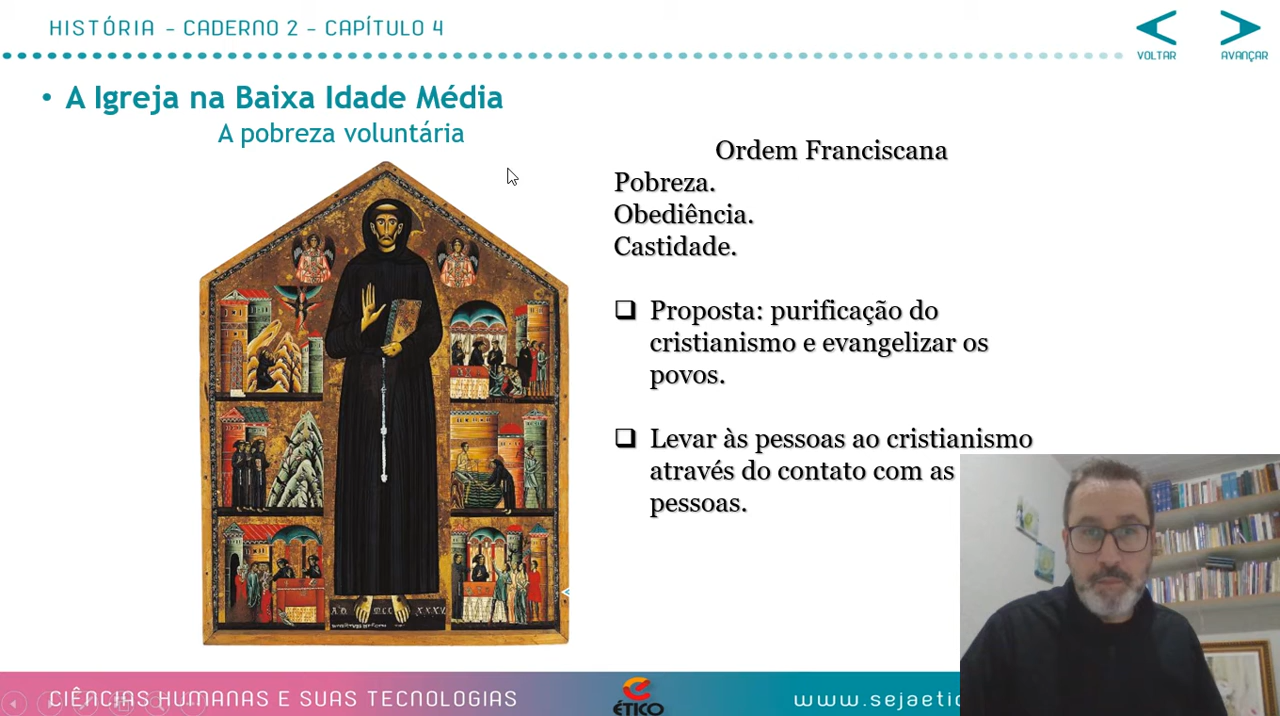 HISTÓRIA - CADERNO 2 - CAPÍTULO 4
VOLTAR
AVANÇAR
• A Igreja na Baixa Idade Média
A pobreza voluntária
Ordem Franciscana
Pobreza.
Obediência.
Castidade.
Proposta: purificação do
cristianismo e evangelizar os
povos.
Levar às pessoas ao cristianismo
através do contato com as
pessoas.
CIÊNCIAS HUMANAS E SUAS TECNOLOGIAS
ÉTICO
www.sejaetic